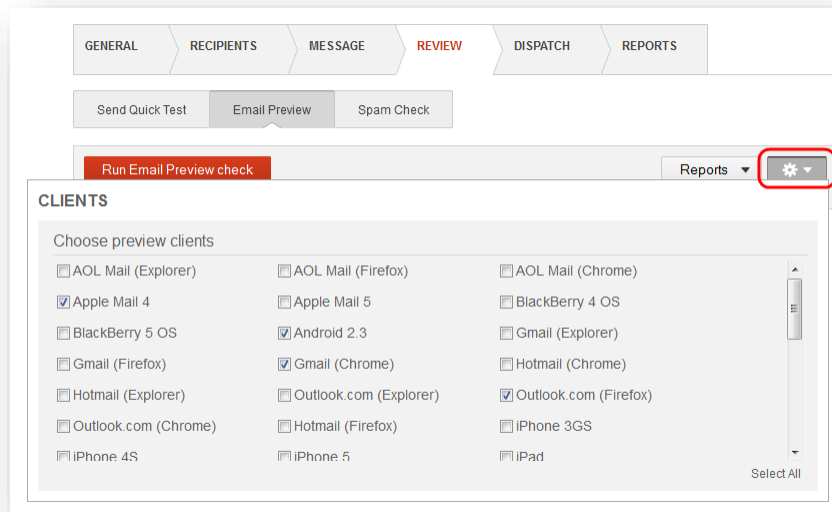 GENERAL RECIPIENTS MESSAGE REVIEW DISPATCH REPORTS
Send Quick Test Email Preview Spam Check
Run Email Preview check Reports
CLIENTS
Choose preview clients
AOL Mail (Explorer) AOL Mail (Firefox) AOL Mail (Chrome)
Apple Mail 4 Apple Mail 5 BlackBerry 4 OS
BlackBerry 5 OS Android 2.3 Gmail (Explorer)
Gmail (Firefox) Gmail (Chrome) Hotmail (Chrome)
Hotmail (Explorer) Outlook.com (Explorer) Outlook.com (Firefox)
Outlook.com (Chrome) Hotmail (Firefox) iPhone 3GS
iPhone 4S iPhone 5 iPad
Select All